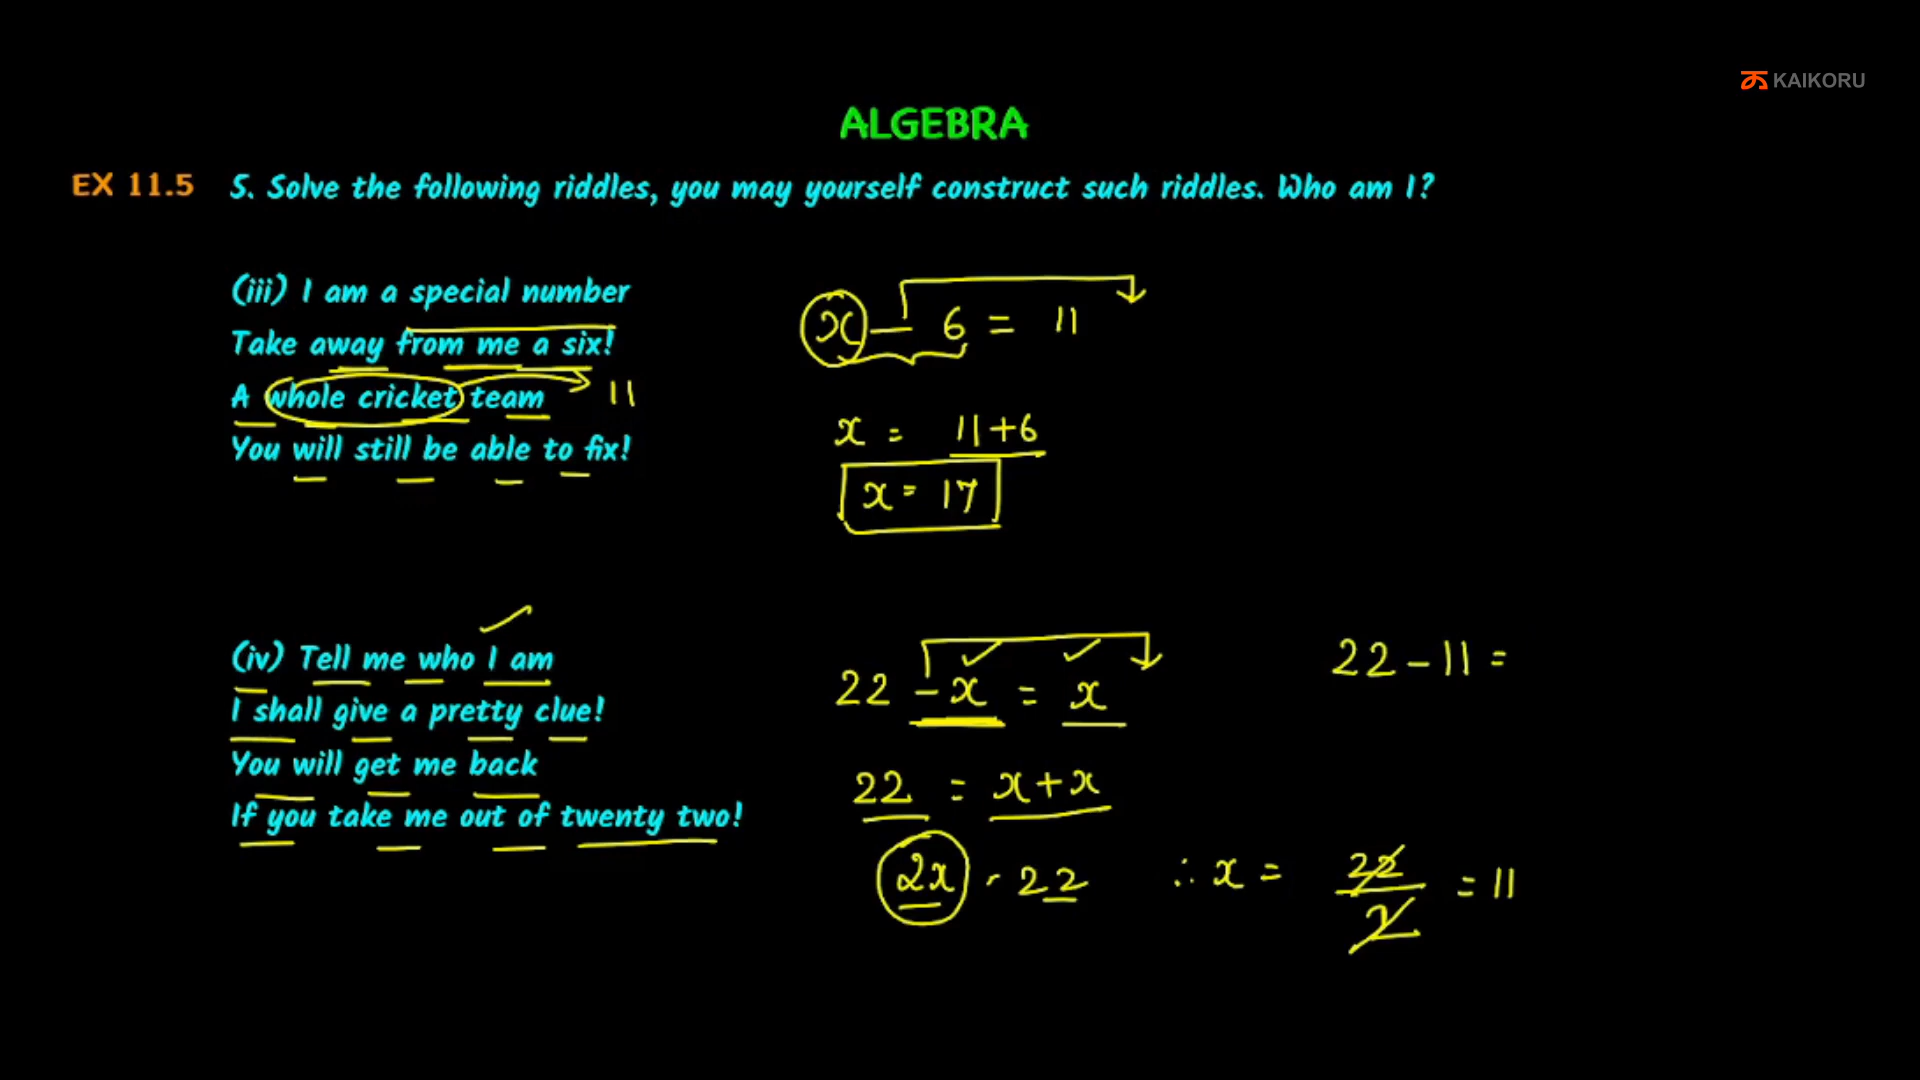 KAIKORU
ALGEBRA
EX 11.5 5. Solve the following riddles, you may yourself construct such riddles. Who am I?
(iii) I am a special number
Take away from me a six!
A whole cricket team 11
You will still be able to fix!
x - 6 = 11
x = 11+6
x = 17
(iv) Tell me who I am
I shall give a pretty clue!
You will get me back
If you take me out of twenty two!
22 - x = x
22 = x + x
2x - 22 ∴ x = 22/2 = 11
22 - 11 =